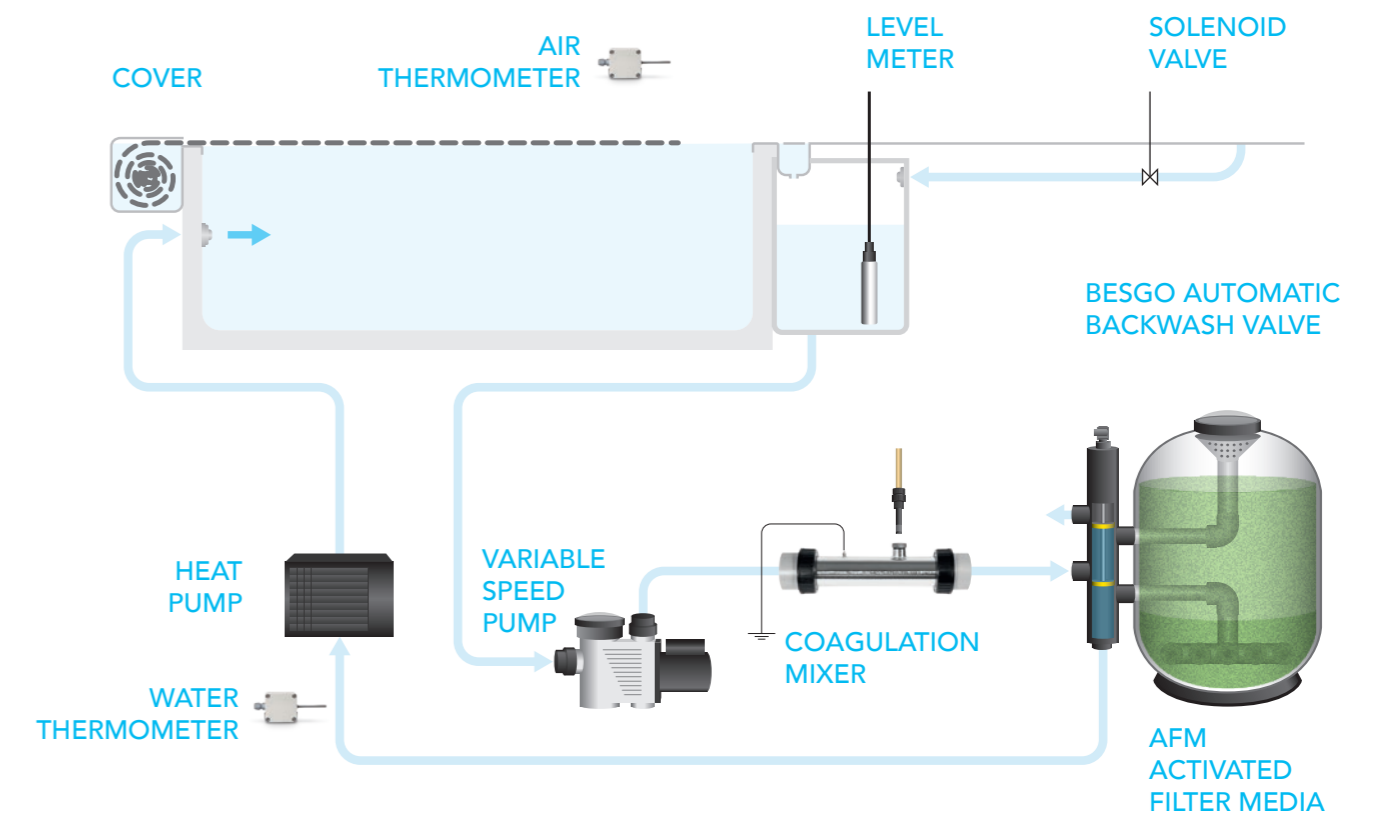 LEVEL
METER
SOLENOID
VALVE
AIR
THERMOMETER
COVER
BESGO AUTOMATIC
BACKWASH VALVE
HEAT
PUMP
VARIABLE
SPEED
PUMP
COAGULATION
MIXER
WATER
THERMOMETER
AFM
ACTIVATED
FILTER MEDIA